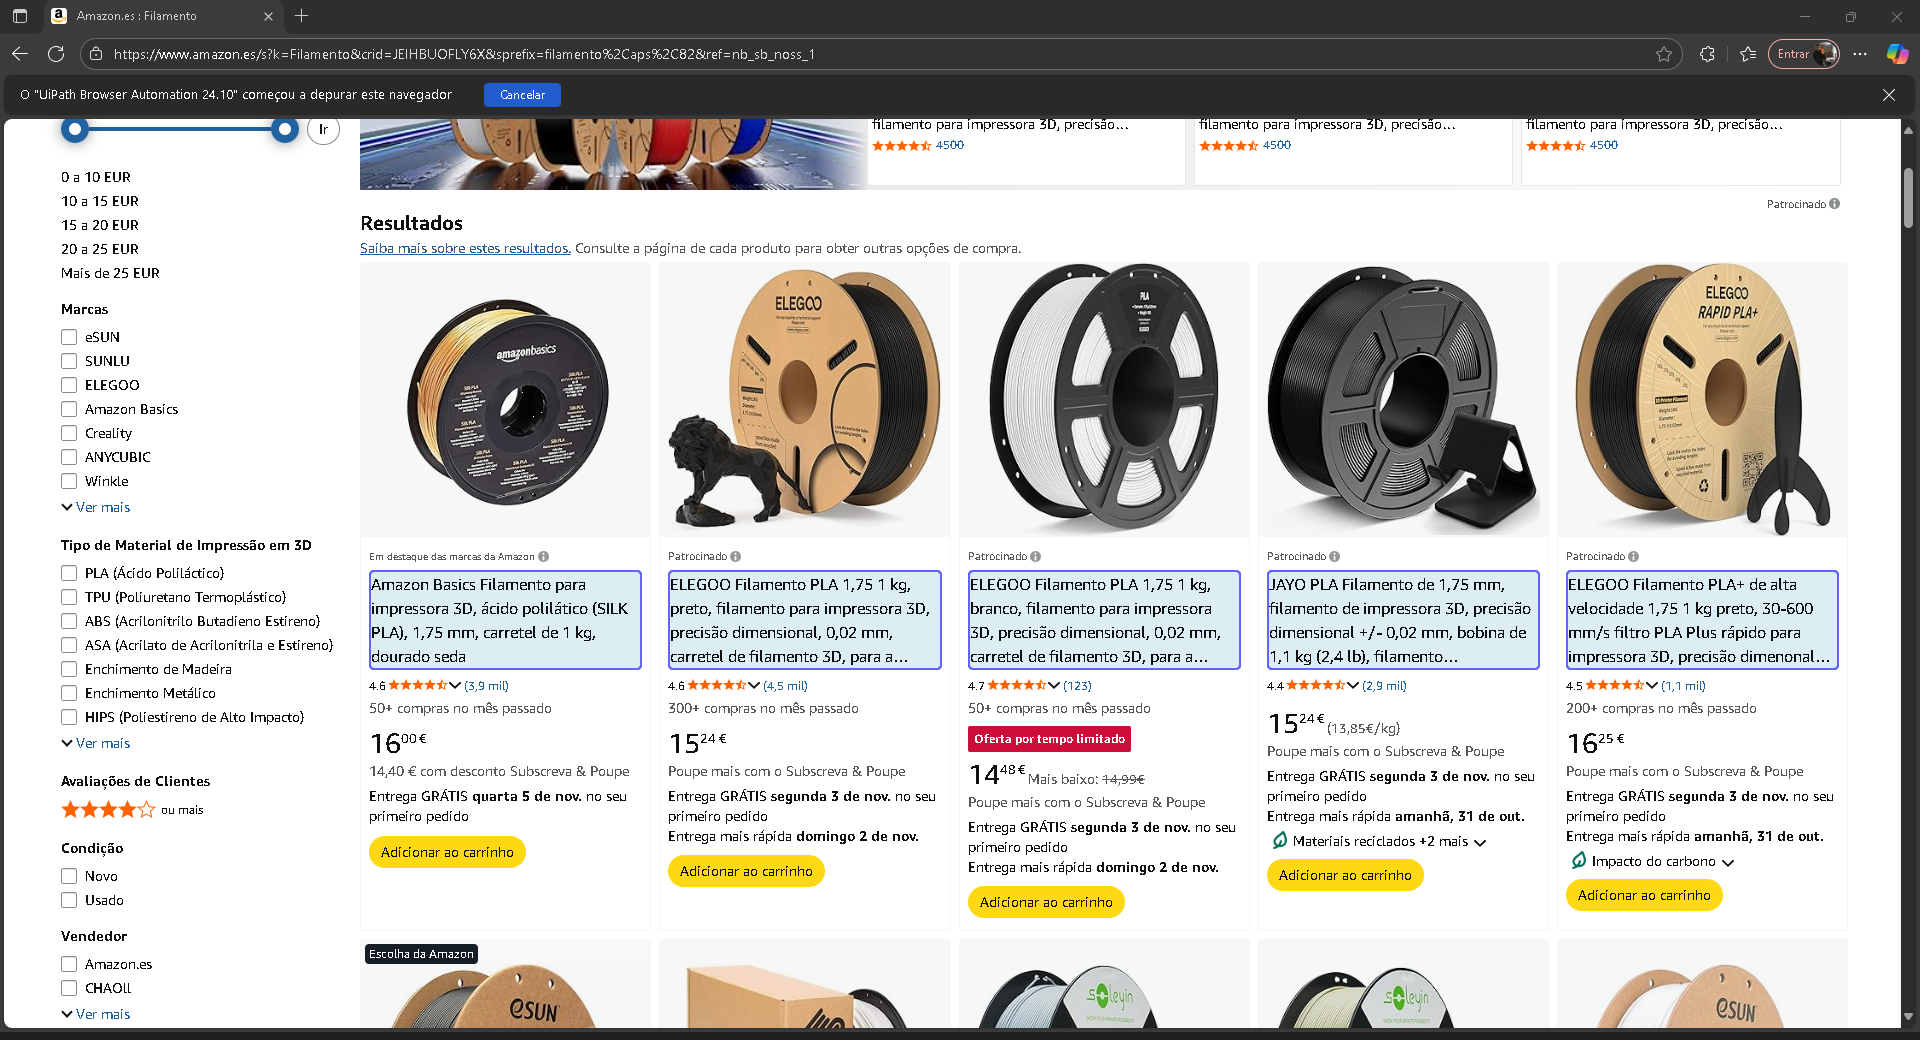 Amazon.es : Filamento
https://www.amazon.es/s?k=Filamento&crid=JEIHBUOFLY6X&sprefix=filamento%2Caps%2C82&ref=nb_sb_noss_1
Entrar
O "UiPath Browser Automation 24.10" começou a depurar este navegador
Cancelar
Ir
0 a 10 EUR
10 a 15 EUR
15 a 20 EUR
20 a 25 EUR
Mais de 25 EUR
Marcas
eSUN
SUNLU
ELEGOO
Amazon Basics
Creality
ANYCUBIC
Winkle
Ver mais
Tipo de Material de Impressão em 3D
PLA (Ácido Poliláctico)
TPU (Poliuretano Termoplástico)
ABS (Acrilonitrilo Butadieno Estireno)
ASA (Acrilato de Acrilonitrila e Estireno)
Enchimento de Madeira
Enchimento Metálico
HIPS (Poliestireno de Alto Impacto)
Ver mais
Avaliações de Clientes
ou mais
Condição
Novo
Usado
Vendedor
Amazon.es
CHAOll
Ver mais
filamento para impressora 3D, precisão...
4500
filamento para impressora 3D, precisão...
4500
filamento para impressora 3D, precisão...
4500
Patrocinado
Resultados
Saiba mais sobre estes resultados. Consulte a página de cada produto para obter outras opções de compra.
amazonbasics
Em destaque das marcas da Amazon
Amazon Basics Filamento para
impressora 3D, ácido polilático (SILK
PLA), 1,75 mm, carretel de 1 kg,
dourado seda
4.6 (3,9 mil)
50+ compras no mês passado
16,00 €
14,40 € com desconto Subscreva & Poupe
Entrega GRÁTIS quarta 5 de nov. no seu
primeiro pedido
Adicionar ao carrinho
ELEGOO
Patrocinado
ELEGOO Filamento PLA 1,75 1 kg,
preto, filamento para impressora 3D,
precisão dimensional, 0,02 mm,
carretel de filamento 3D, para a...
4.6 (4,5 mil)
300+ compras no mês passado
15 24 €
Poupe mais com o Subscreva & Poupe
Entrega GRÁTIS segunda 3 de nov. no seu
primeiro pedido
Entrega mais rápida domingo 2 de nov.
Adicionar ao carrinho
PLA
Patrocinado
ELEGOO Filamento PLA 1,75 1 kg,
branco, filamento para impressora
3D, precisão dimensional, 0,02 mm,
carretel de filamento 3D, para a...
4.7 (123)
50+ compras no mês passado
Oferta por tempo limitado
14 48 € Mais baixo: 14,99€
Poupe mais com o Subscreva & Poupe
Entrega GRÁTIS segunda 3 de nov. no seu
primeiro pedido
Entrega mais rápida domingo 2 de nov.
Adicionar ao carrinho
Patrocinado
JAYO PLA Filamento de 1,75 mm,
filamento de impressora 3D, precisão
dimensional +/- 0,02 mm, bobina de
1,1 kg (2,4 lb), filamento...
4.4 (2,9 mil)
15 24 € (13,85€/kg)
Poupe mais com o Subscreva & Poupe
Entrega GRÁTIS segunda 3 de nov. no seu
primeiro pedido
Entrega mais rápida amanhã, 31 de out.
Materiais reciclados +2 mais
Adicionar ao carrinho
ELEGOO
RAPID PLA+
Patrocinado
ELEGOO Filamento PLA+ de alta
velocidade 1,75 1 kg preto, 30-600
mm/s filtro PLA Plus rápido para
impressora 3D, precisão dimenonal...
4.5 (1,1 mil)
200+ compras no mês passado
16 25 €
Poupe mais com o Subscreva & Poupe
Entrega GRÁTIS segunda 3 de nov. no seu
primeiro pedido
Entrega mais rápida amanhã, 31 de out.
Impacto do carbono
Adicionar ao carrinho
Escolha da Amazon
eSUN
Soleyin
Soleyin
eSUN